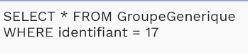 SELECT * FROM GroupeGenerique
WHERE identifiant = 17